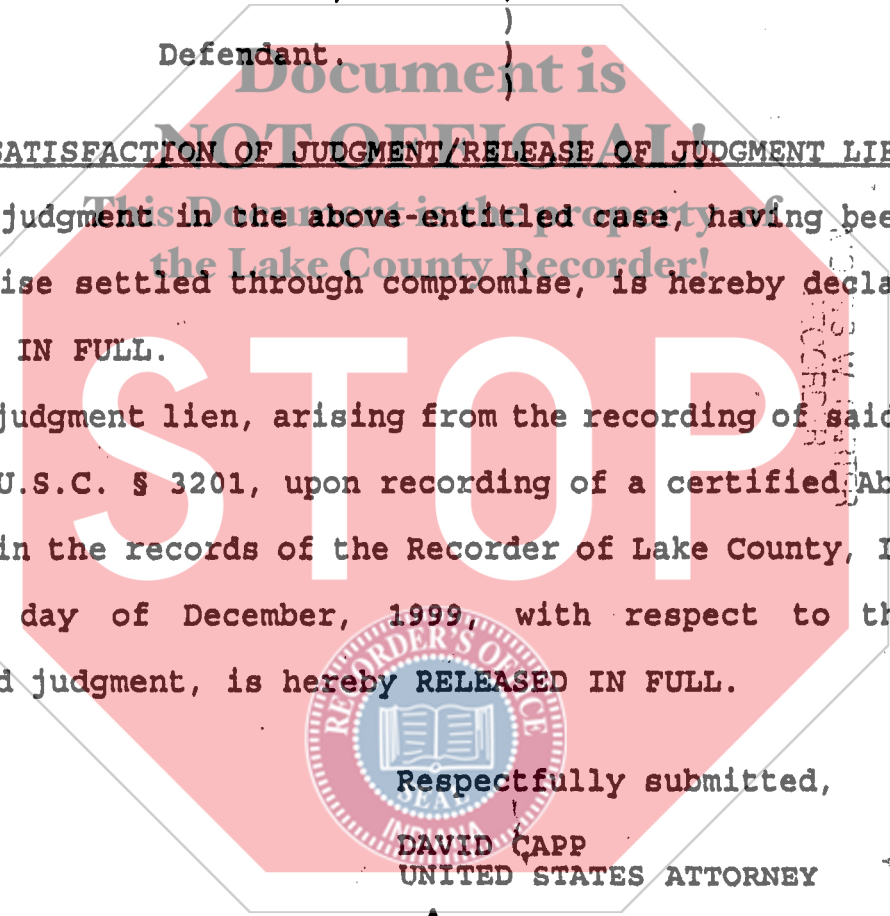 Defendant.
Document is
SATISFACTION OF JUDGMENT/RELEASE OF JUDGMENT LIE
NOT OFFICIAL!
This Document is the property of
judgment in the above-entitled case, having bee
the Lake County Recorder!
ise settled through compromise, is hereby decla
IN FULL.
STOP
judgment lien, arising from the recording of said
U.S.C. § 3201, upon recording of a certified Ab
in the records of the Recorder of Lake County, I
day of December, 1999, with respect to th
d judgment, is hereby RELEASED IN FULL.
RECORDER'S OFFICE
SEAL
INDIANA
Respectfully submitted,
DAVID CAPP
UNITED STATES ATTORNEY